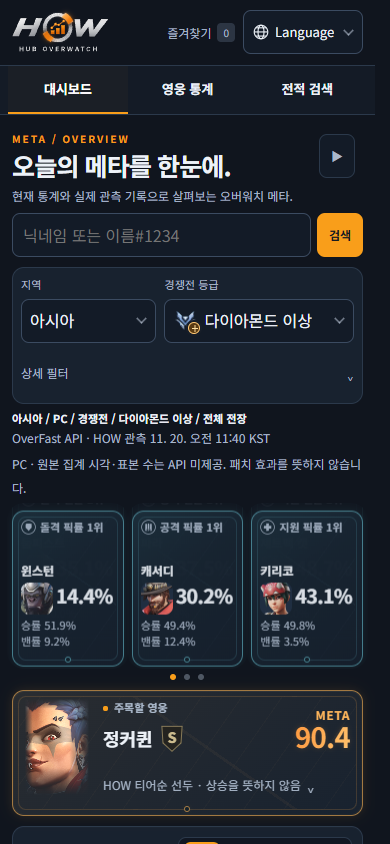 HOW
HUB OVERWATCH
즐겨찾기 0
Language
대시보드 영웅 통계 전적 검색
META / OVERVIEW
오늘의 메타를 한눈에.
현재 통계와 실제 관측 기록으로 살펴보는 오버워치 메타.
닉네임 또는 이름#1234 검색
지역 경쟁전 등급
아시아 다이아몬드 이상
상세 필터
아시아 / PC / 경쟁전 / 다이아몬드 이상 / 전체 전장
OverFast API · HOW 관측 11. 20. 오전 11:40 KST
PC · 원본 집계 시각·표본 수는 API 미제공. 패치 효과를 뜻하지 않습니
다.
돌격 픽률 1위
윈스턴
14.4%
승률 51.9%
밴률 9.2%
공격 픽률 1위
캐서디
30.2%
승률 49.4%
밴률 12.4%
지원 픽률 1위
키리코
43.1%
승률 49.8%
밴률 3.5%
주목할 영웅
정커퀸 S
META
90.4
HOW 티어순 선두 · 상승을 뜻하지 않음